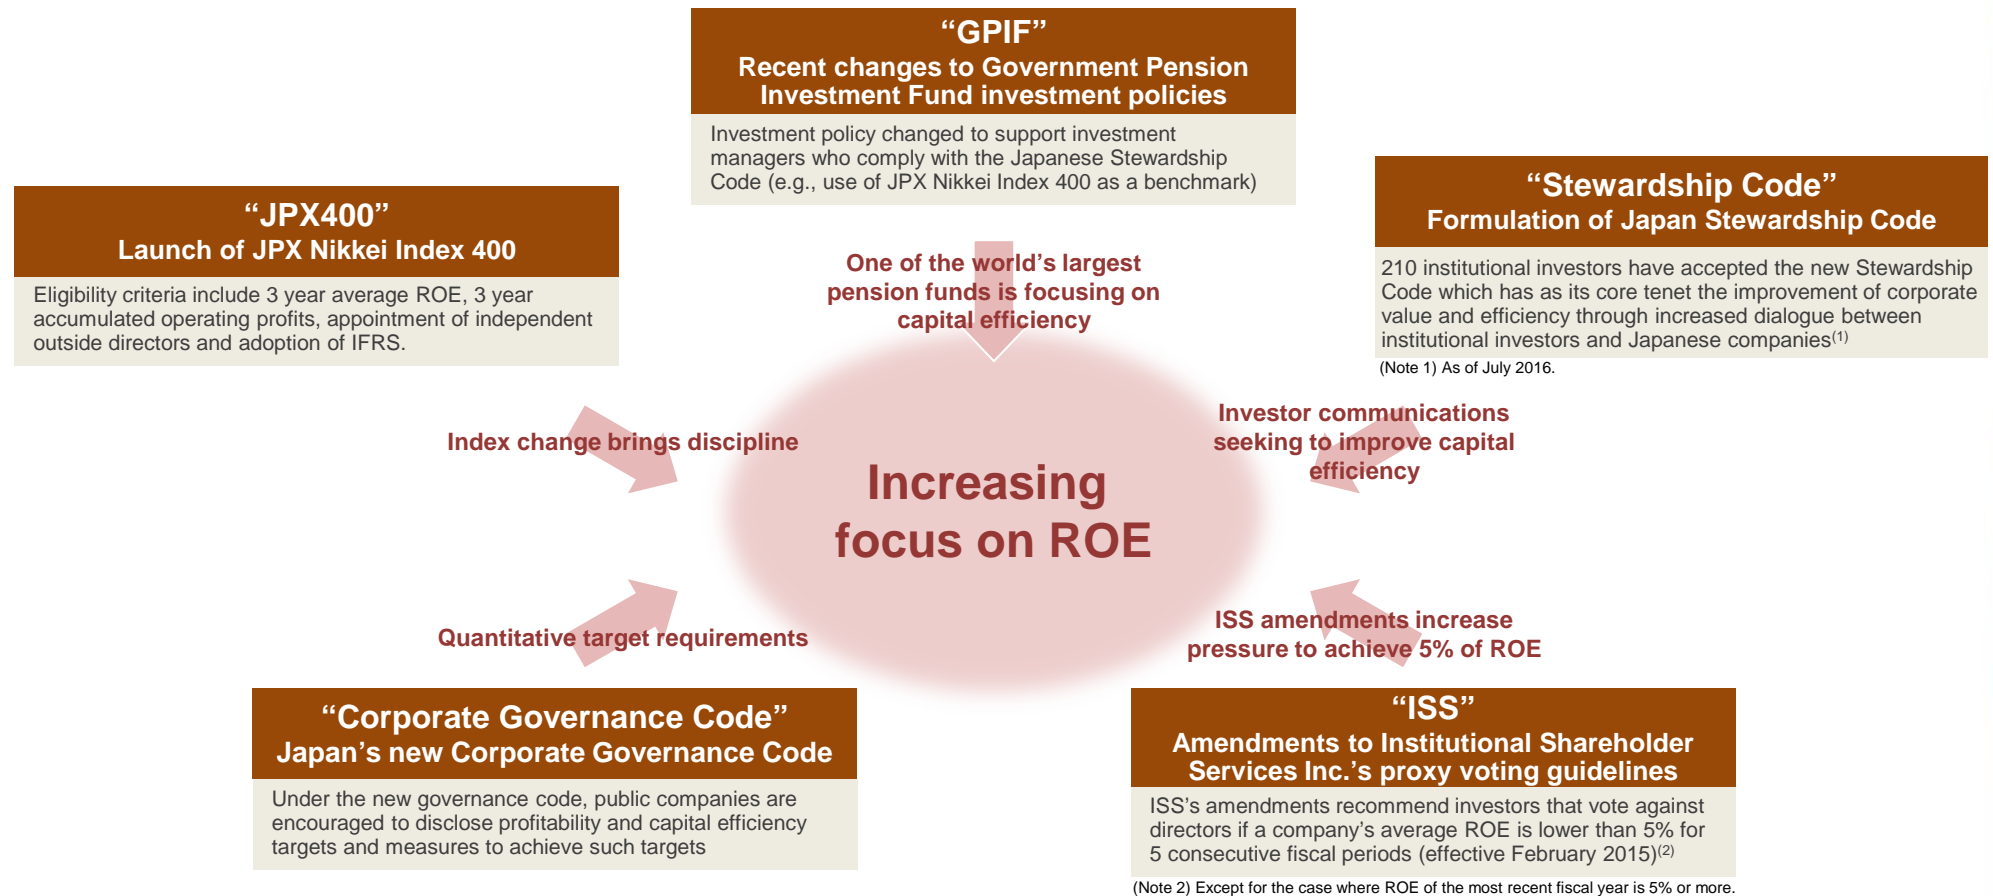 “GPIF”
Recent changes to Government Pension
Investment Fund investment policies
Investment policy changed to support investment
managers who comply with the Japanese Stewardship
Code (e.g., use of JPX Nikkei Index 400 as a benchmark)
“JPX400”
Launch of JPX Nikkei Index 400
Eligibility criteria include 3 year average ROE, 3 year
accumulated operating profits, appointment of independent
outside directors and adoption of IFRS.
“Stewardship Code”
Formulation of Japan Stewardship Code
210 institutional investors have accepted the new Stewardship
Code which has as its core tenet the improvement of corporate
value and efficiency through increased dialogue between
institutional investors and Japanese companies(1)
(Note 1) As of July 2016.
One of the world’s largest
pension funds is focusing on
capital efficiency
Index change brings discipline
Investor communications
seeking to improve capital
efficiency
Increasing
focus on ROE
Quantitative target requirements
ISS amendments increase
pressure to achieve 5% of ROE
“Corporate Governance Code”
Japan’s new Corporate Governance Code
Under the new governance code, public companies are
encouraged to disclose profitability and capital efficiency
targets and measures to achieve such targets
“ISS”
Amendments to Institutional Shareholder
Services Inc.’s proxy voting guidelines
ISS’s amendments recommend investors that vote against
directors if a company’s average ROE is lower than 5% for
5 consecutive fiscal periods (effective February 2015)(2)
(Note 2) Except for the case where ROE of the most recent fiscal year is 5% or more.